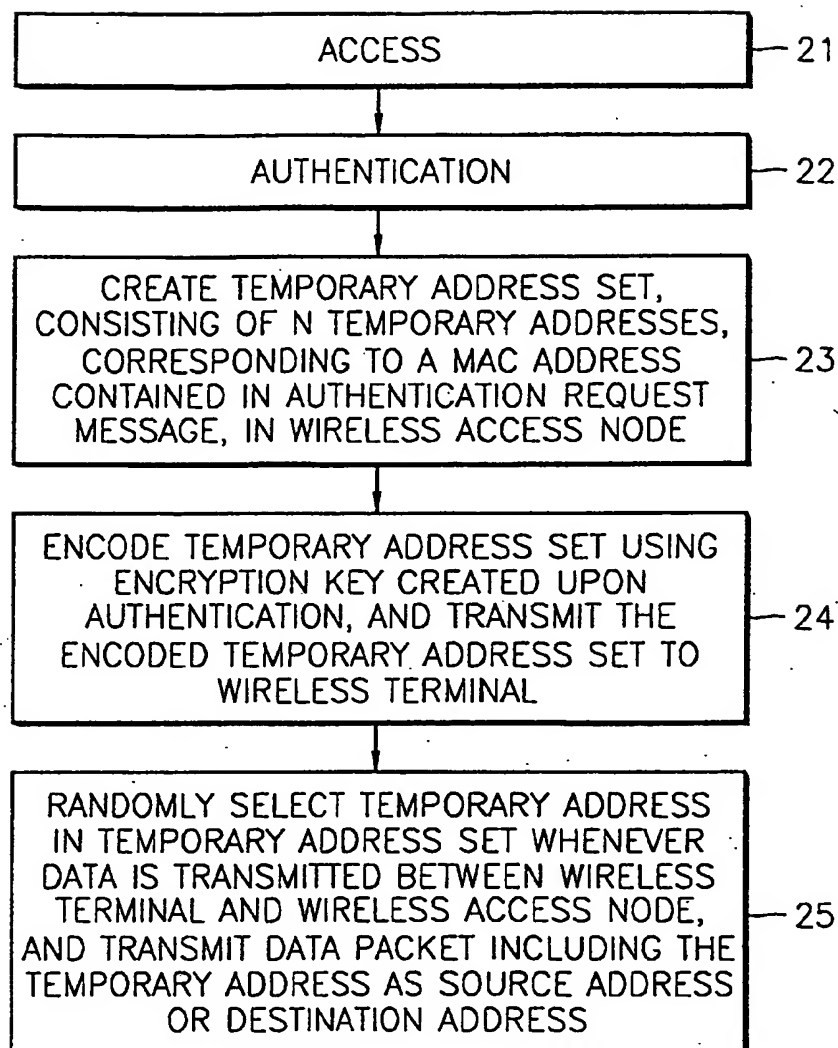 ACCESS
21
AUTHENTICATION
22
CREATE TEMPORARY ADDRESS SET,
CONSISTING OF N TEMPORARY ADDRESSES,
CORRESPONDING TO A MAC ADDRESS
CONTAINED IN AUTHENTICATION REQUEST
MESSAGE, IN WIRELESS ACCESS NODE
23
ENCODE TEMPORARY ADDRESS SET USING
ENCRYPTION KEY CREATED UPON
AUTHENTICATION, AND TRANSMIT THE
ENCODED TEMPORARY ADDRESS SET TO
WIRELESS TERMINAL
24
RANDOMLY SELECT TEMPORARY ADDRESS
IN TEMPORARY ADDRESS SET WHENEVER
DATA IS TRANSMITTED BETWEEN WIRELESS
TERMINAL AND WIRELESS ACCESS NODE,
AND TRANSMIT DATA PACKET INCLUDING THE
TEMPORARY ADDRESS AS SOURCE ADDRESS
OR DESTINATION ADDRESS
25